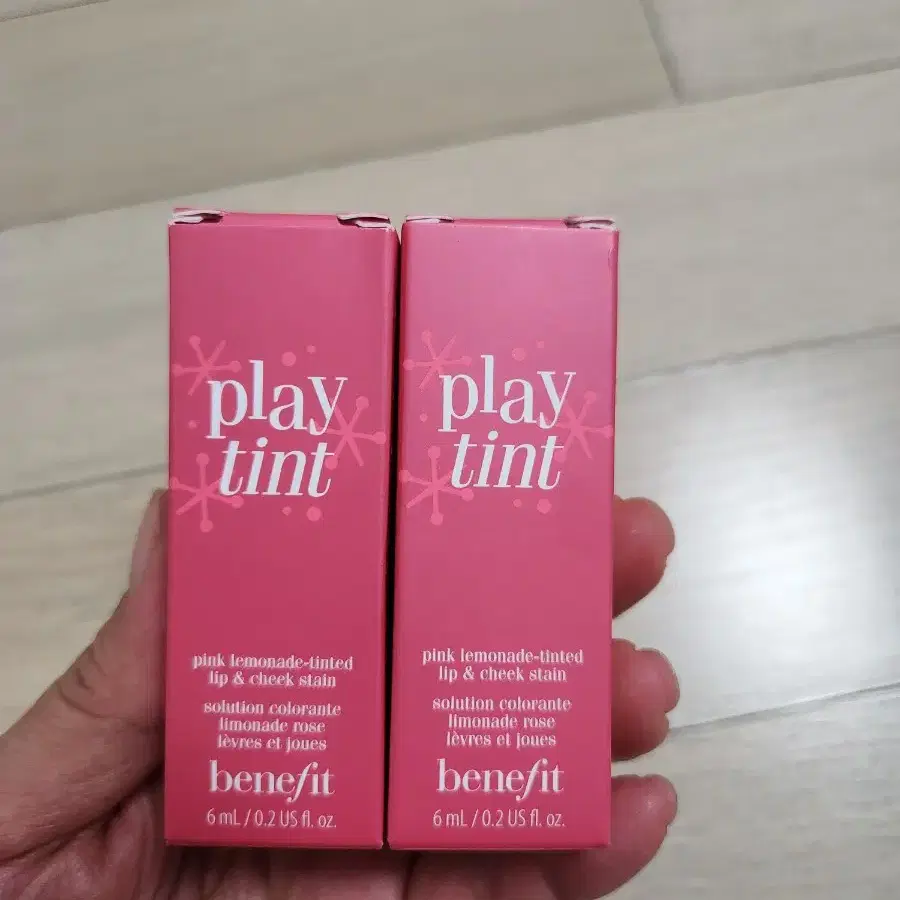 play
tint
pink lemonade-tinted
lip & cheek stain
solution colorante
limonade rose
lèvres et joues
benefit
6 mL / 0.2 US fl. oz.
play
tint
pink lemonade-tinted
lip & cheek stain
solution colorante
limonade rose
lèvres et joues
benefit
6 mL / 0.2 US fl. oz.